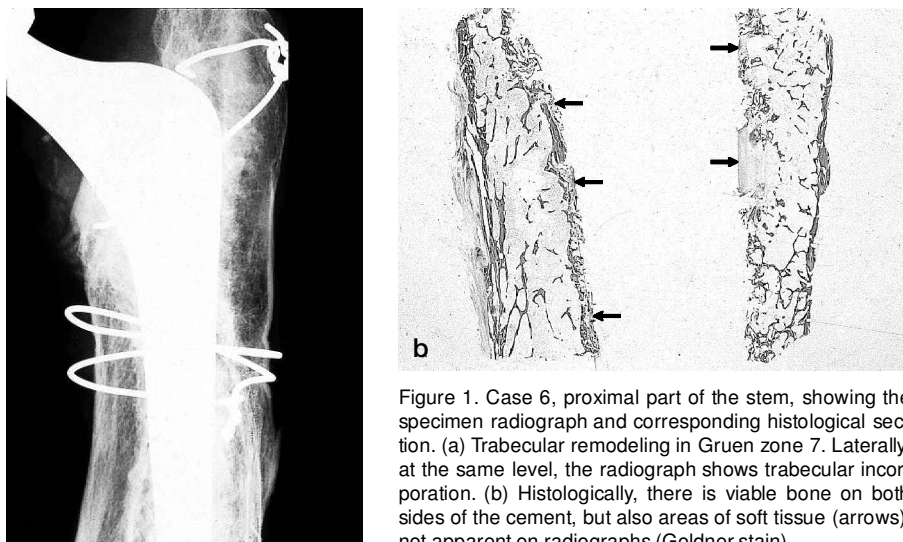 b
Figure 1. Case 6, proximal part of the stem, showing the
specimen radiograph and corresponding histological sec-
tion. (a) Trabecular remodeling in Gruen zone 7. Laterally
at the same level, the radiograph shows trabecular incor
poration. (b) Histologically, there is viable bone on both
sides of the cement, but also areas of soft tissue (arrows)
not apparent on radiographs (Goldner stain)